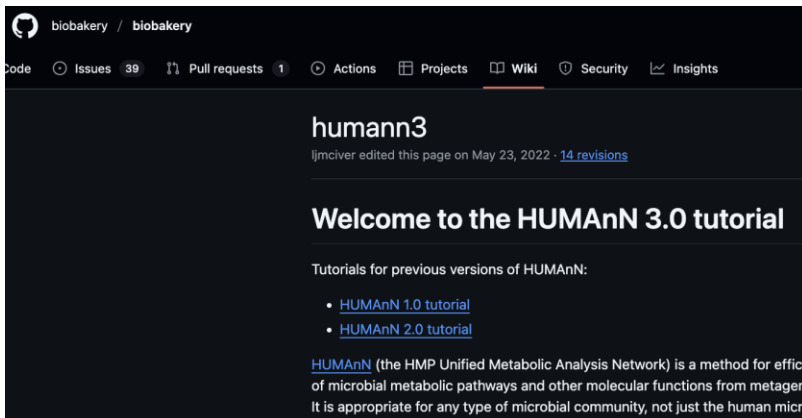 biobakery / biobakery
Code Issues 39 Pull requests 1 Actions Projects Wiki Security Insights
humann3
ljmciver edited this page on May 23, 2022 · 14 revisions
Welcome to the HUMAnN 3.0 tutorial
Tutorials for previous versions of HUMAnN:
• HUMAnN 1.0 tutorial
• HUMAnN 2.0 tutorial
HUMAnN (the HMP Unified Metabolic Analysis Network) is a method for effic
of microbial metabolic pathways and other molecular functions from metager
It is appropriate for any type of microbial community, not just the human micr